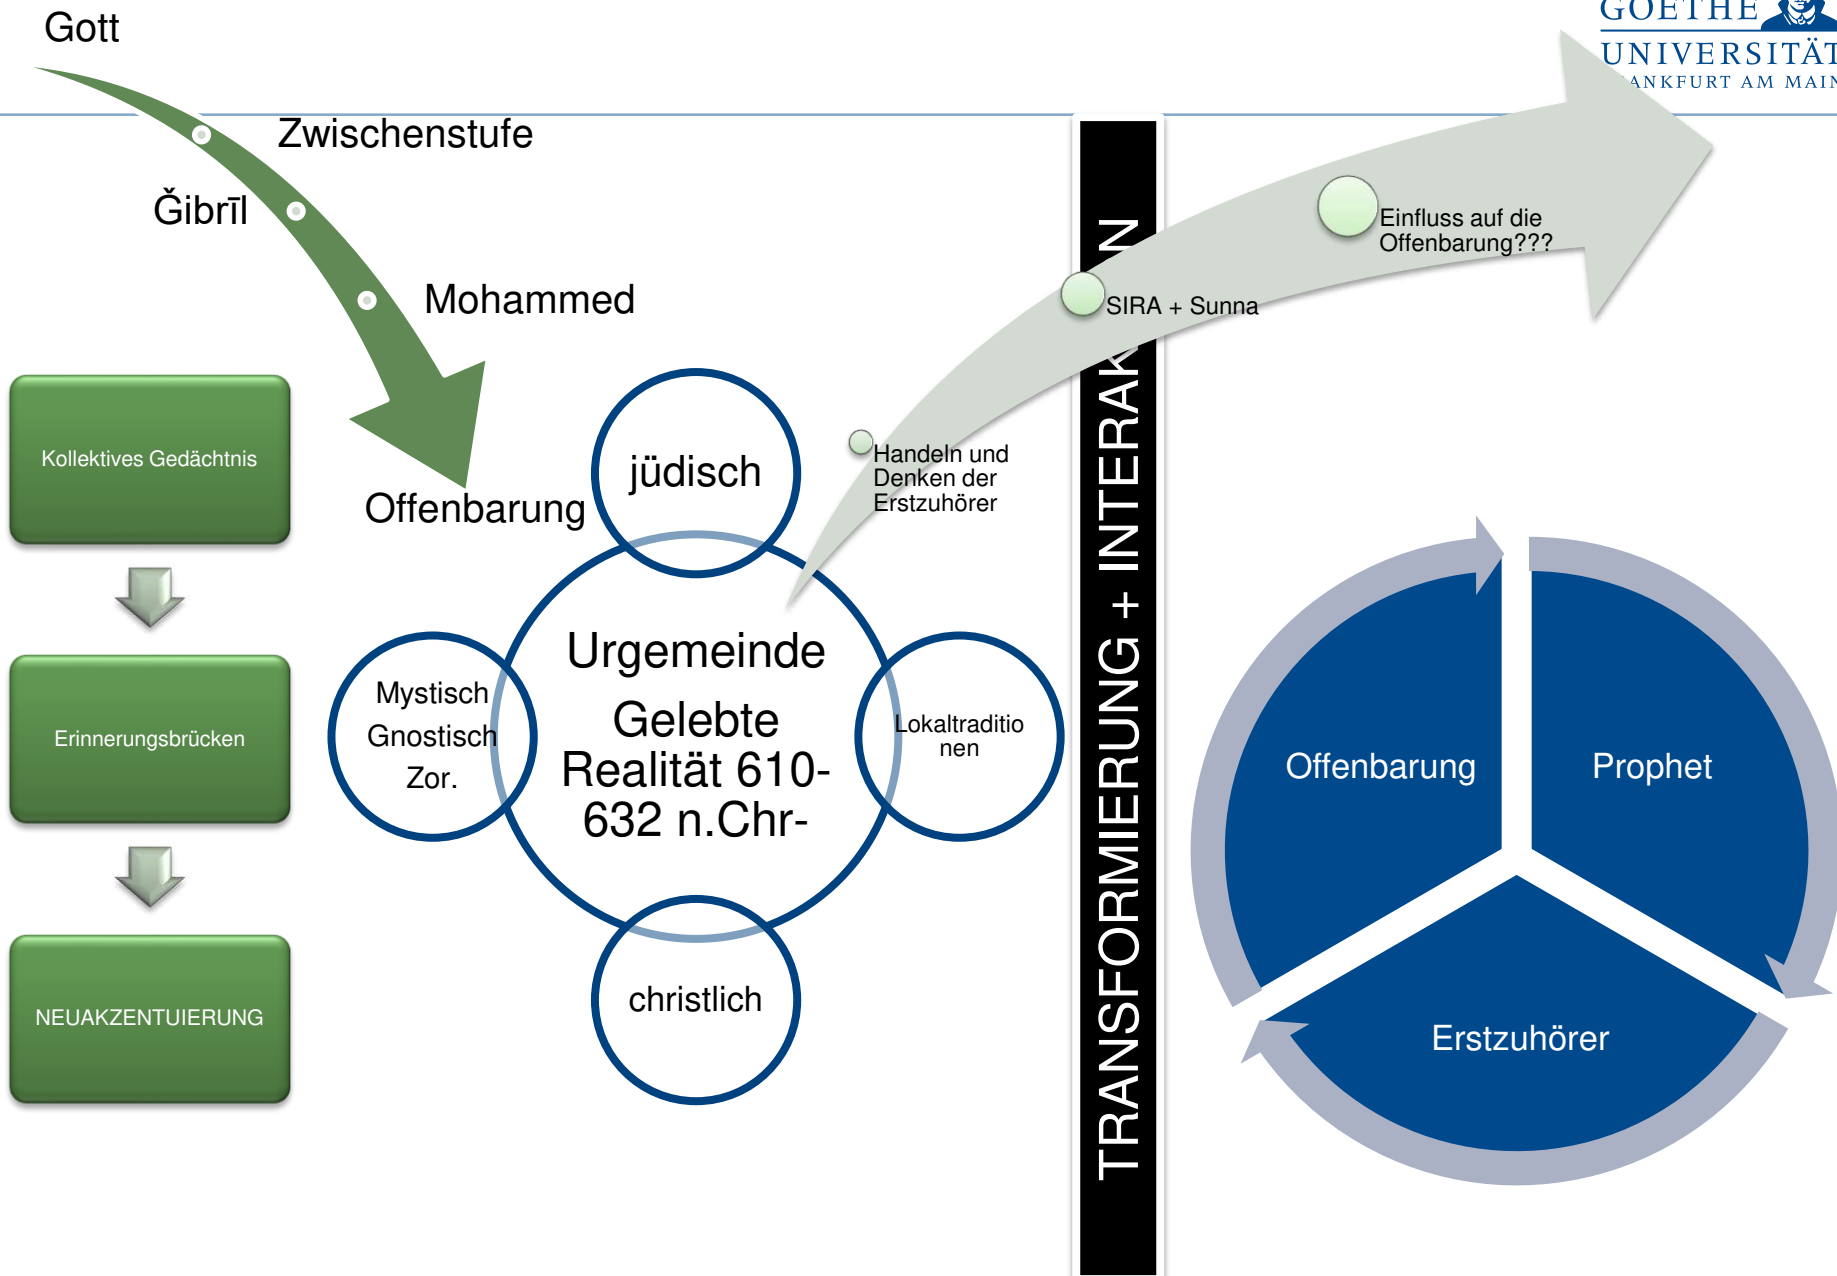 Gott
GOETHE
UNIVERSITÄT
FRANKFURT AM MAIN
Zwischenstufe
Ğibrīl
Mohammed
Offenbarung
Kollektives Gedächtnis
Erinnerungsbrücken
NEUAKZENTUIERUNG
jüdisch
Mystisch
Gnostisch
Zor.
Urgemeinde
Gelebte
Realität 610-
632 n.Chr-
Lokaltraditio
nen
christlich
Handeln und
Denken der
Erstzuhörer
SIRA + Sunna
Einfluss auf die
Offenbarung???
TRANSFORMIERUNG + INTERAKTION
Offenbarung
Prophet
Erstzuhörer